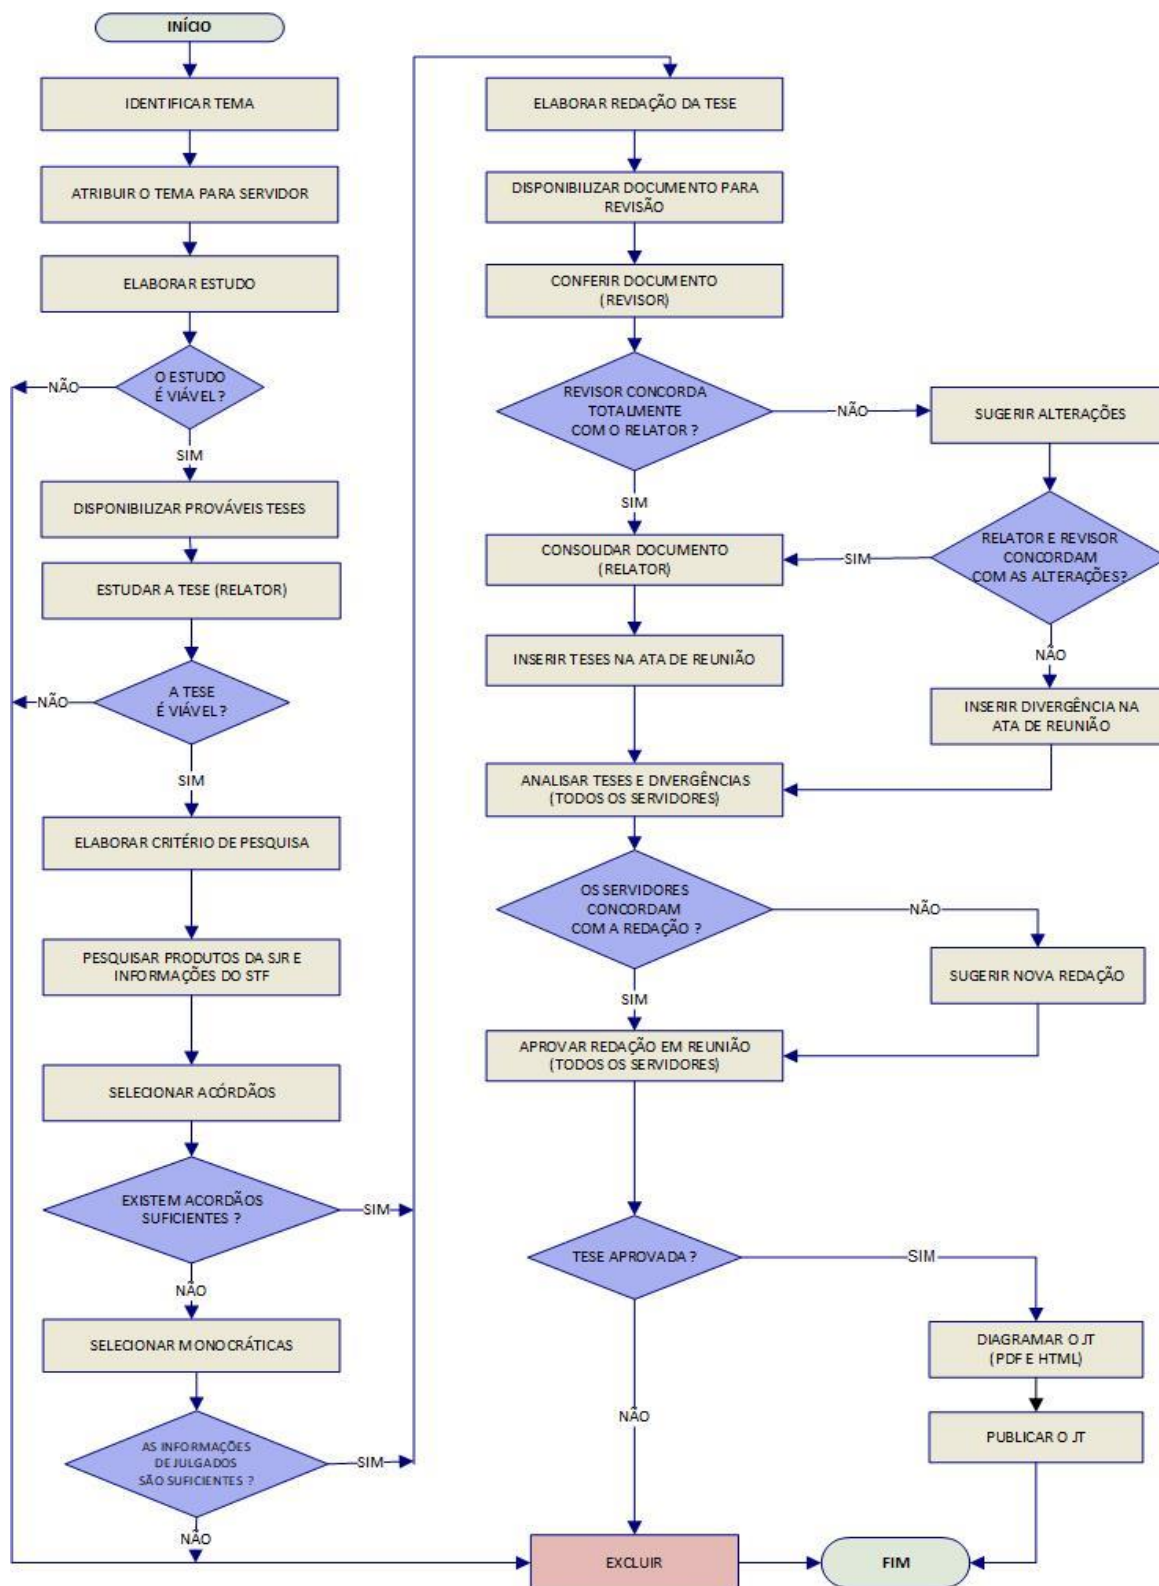 INÍCIO
IDENTIFICAR TEMA
ATRIBUIR O TEMA PARA SERVIDOR
ELABORAR ESTUDO
O ESTUDO
É VIÁVEL ?
NÃO
SIM
DISPONIBILIZAR PROVÁVEIS TESES
ESTUDAR A TESE (RELATOR)
A TESE
É VIÁVEL ?
NÃO
SIM
ELABORAR CRITÉRIO DE PESQUISA
PESQUISAR PRODUTOS DA SJR E
INFORMAÇÕES DO STF
SELECIONAR ACÓRDÃOS
EXISTEM ACORDÃOS
SUFICIENTES ?
SIM
NÃO
SELECIONAR MONOCRÁTICAS
AS INFORMAÇÕES
DE JULGADOS
SÃO SUFICIENTES ?
SIM
NÃO
ELABORAR REDAÇÃO DA TESE
DISPONIBILIZAR DOCUMENTO PARA
REVISÃO
CONFERIR DOCUMENTO
(REVISOR)
REVISOR CONCORDA
TOTALMENTE
COM O RELATOR ?
NÃO
SUGERIR ALTERAÇÕES
SIM
RELATOR E REVISOR
CONCORDAM
COM AS ALTERAÇÕES?
SIM
CONSOLIDAR DOCUMENTO
(RELATOR)
NÃO
INSERIR TESES NA ATA DE REUNIÃO
INSERIR DIVERGÊNCIA NA
ATA DE REUNIÃO
ANALISAR TESES E DIVERGÊNCIAS
(TODOS OS SERVIDORES)
OS SERVIDORES
CONCORDAM
COM A REDAÇÃO ?
NÃO
SUGERIR NOVA REDAÇÃO
SIM
APROVAR REDAÇÃO EM REUNIÃO
(TODOS OS SERVIDORES)
TESE APROVADA ?
SIM
DIAGRAMAR O JT
(PDF E HTML)
PUBLICAR O JT
NÃO
EXCLUIR
FIM